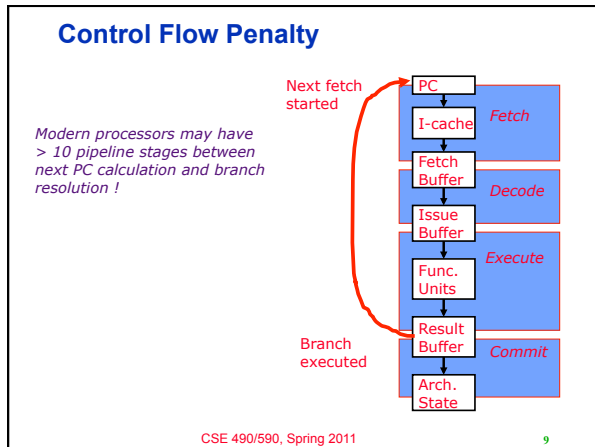 Control Flow Penalty
Next fetch
started
PC
Fetch
I-cache
Modern processors may have
> 10 pipeline stages between
next PC calculation and branch
resolution !
Fetch
Buffer
Decode
Issue
Buffer
Execute
Func.
Units
Branch
executed
Result
Buffer
Commit
Arch.
State
CSE 490/590, Spring 2011
9